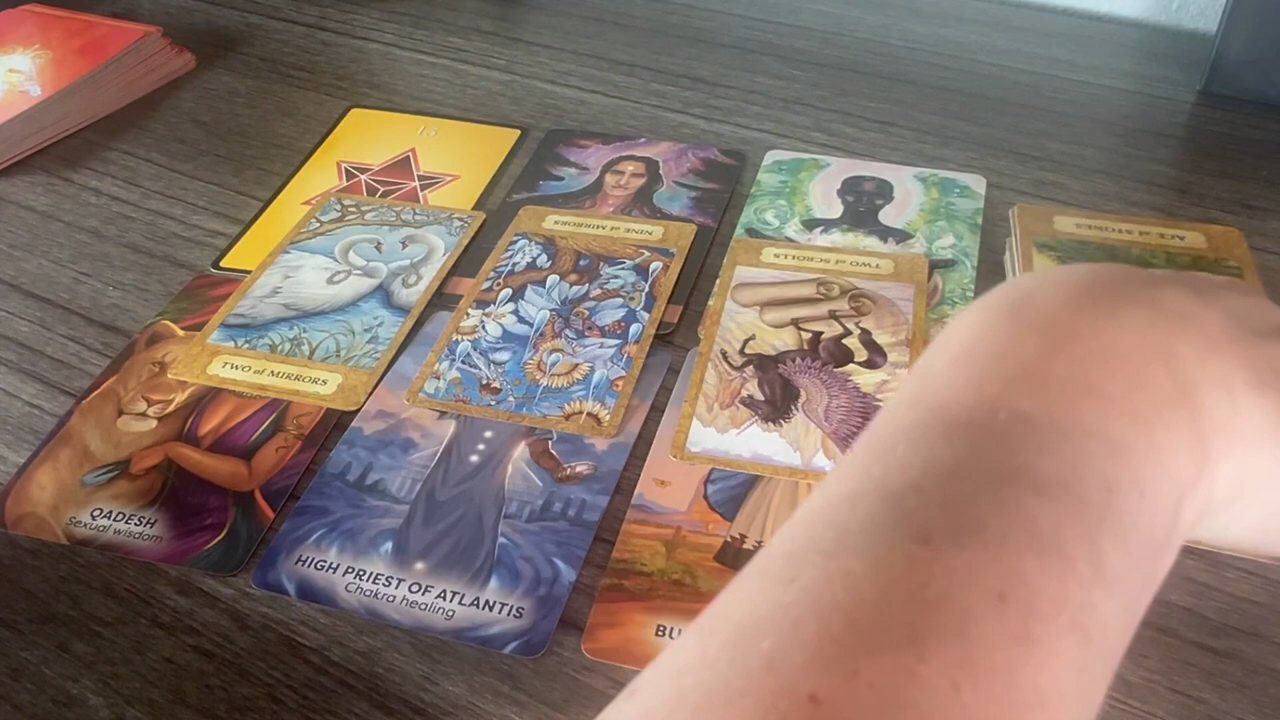 13
TWO of MIRRORS
NINE of MIRRORS
TWO of SCROLLS
ACE of STONES
QADESH
Sexual wisdom
HIGH PRIEST OF ATLANTIS
Chakra healing